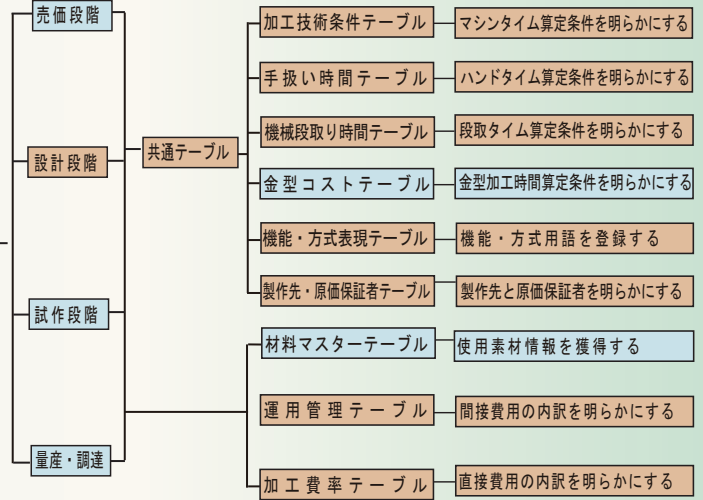 売価段階
設計段階
試作段階
量産・調達
共通テーブル
加工技術条件テーブル
マシンタイム算定条件を明らかにする
手扱い時間テーブル
ハンドタイム算定条件を明らかにする
機械段取り時間テーブル
段取タイム算定条件を明らかにする
金型コストテーブル
金型加工時間算定条件を明らかにする
機能・方式表現テーブル
機能・方式用語を登録する
製作先・原価保証者テーブル
製作先と原価保証者を明らかにする
材料マスターテーブル
使用素材情報を獲得する
運用管理テーブル
間接費用の内訳を明らかにする
加工費率テーブル
直接費用の内訳を明らかにする